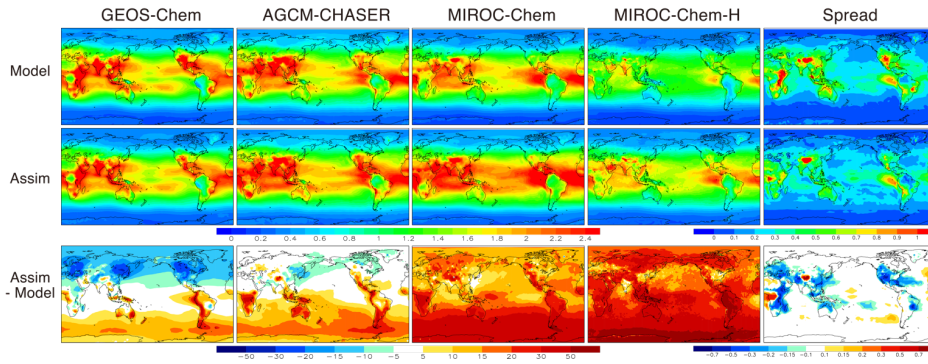 GEOS-Chem AGCM-CHASER MIROC-Chem MIROC-Chem-H Spread
Model
Assim
0 0.2 0.4 0.6 0.8 1 1.2 1.4 1.6 1.8 2 2.2 2.4
0 0.1 0.2 0.3 0.4 0.5 0.6 0.7 0.8 0.9 1
Assim
- Model
-50 -30 -20 -15 -10 -5 5 10 15 20 30 50
-0.7 -0.5 -0.3 -0.2 -0.15 -0.1 0.1 0.15 0.2 0.3 0.5 0.7